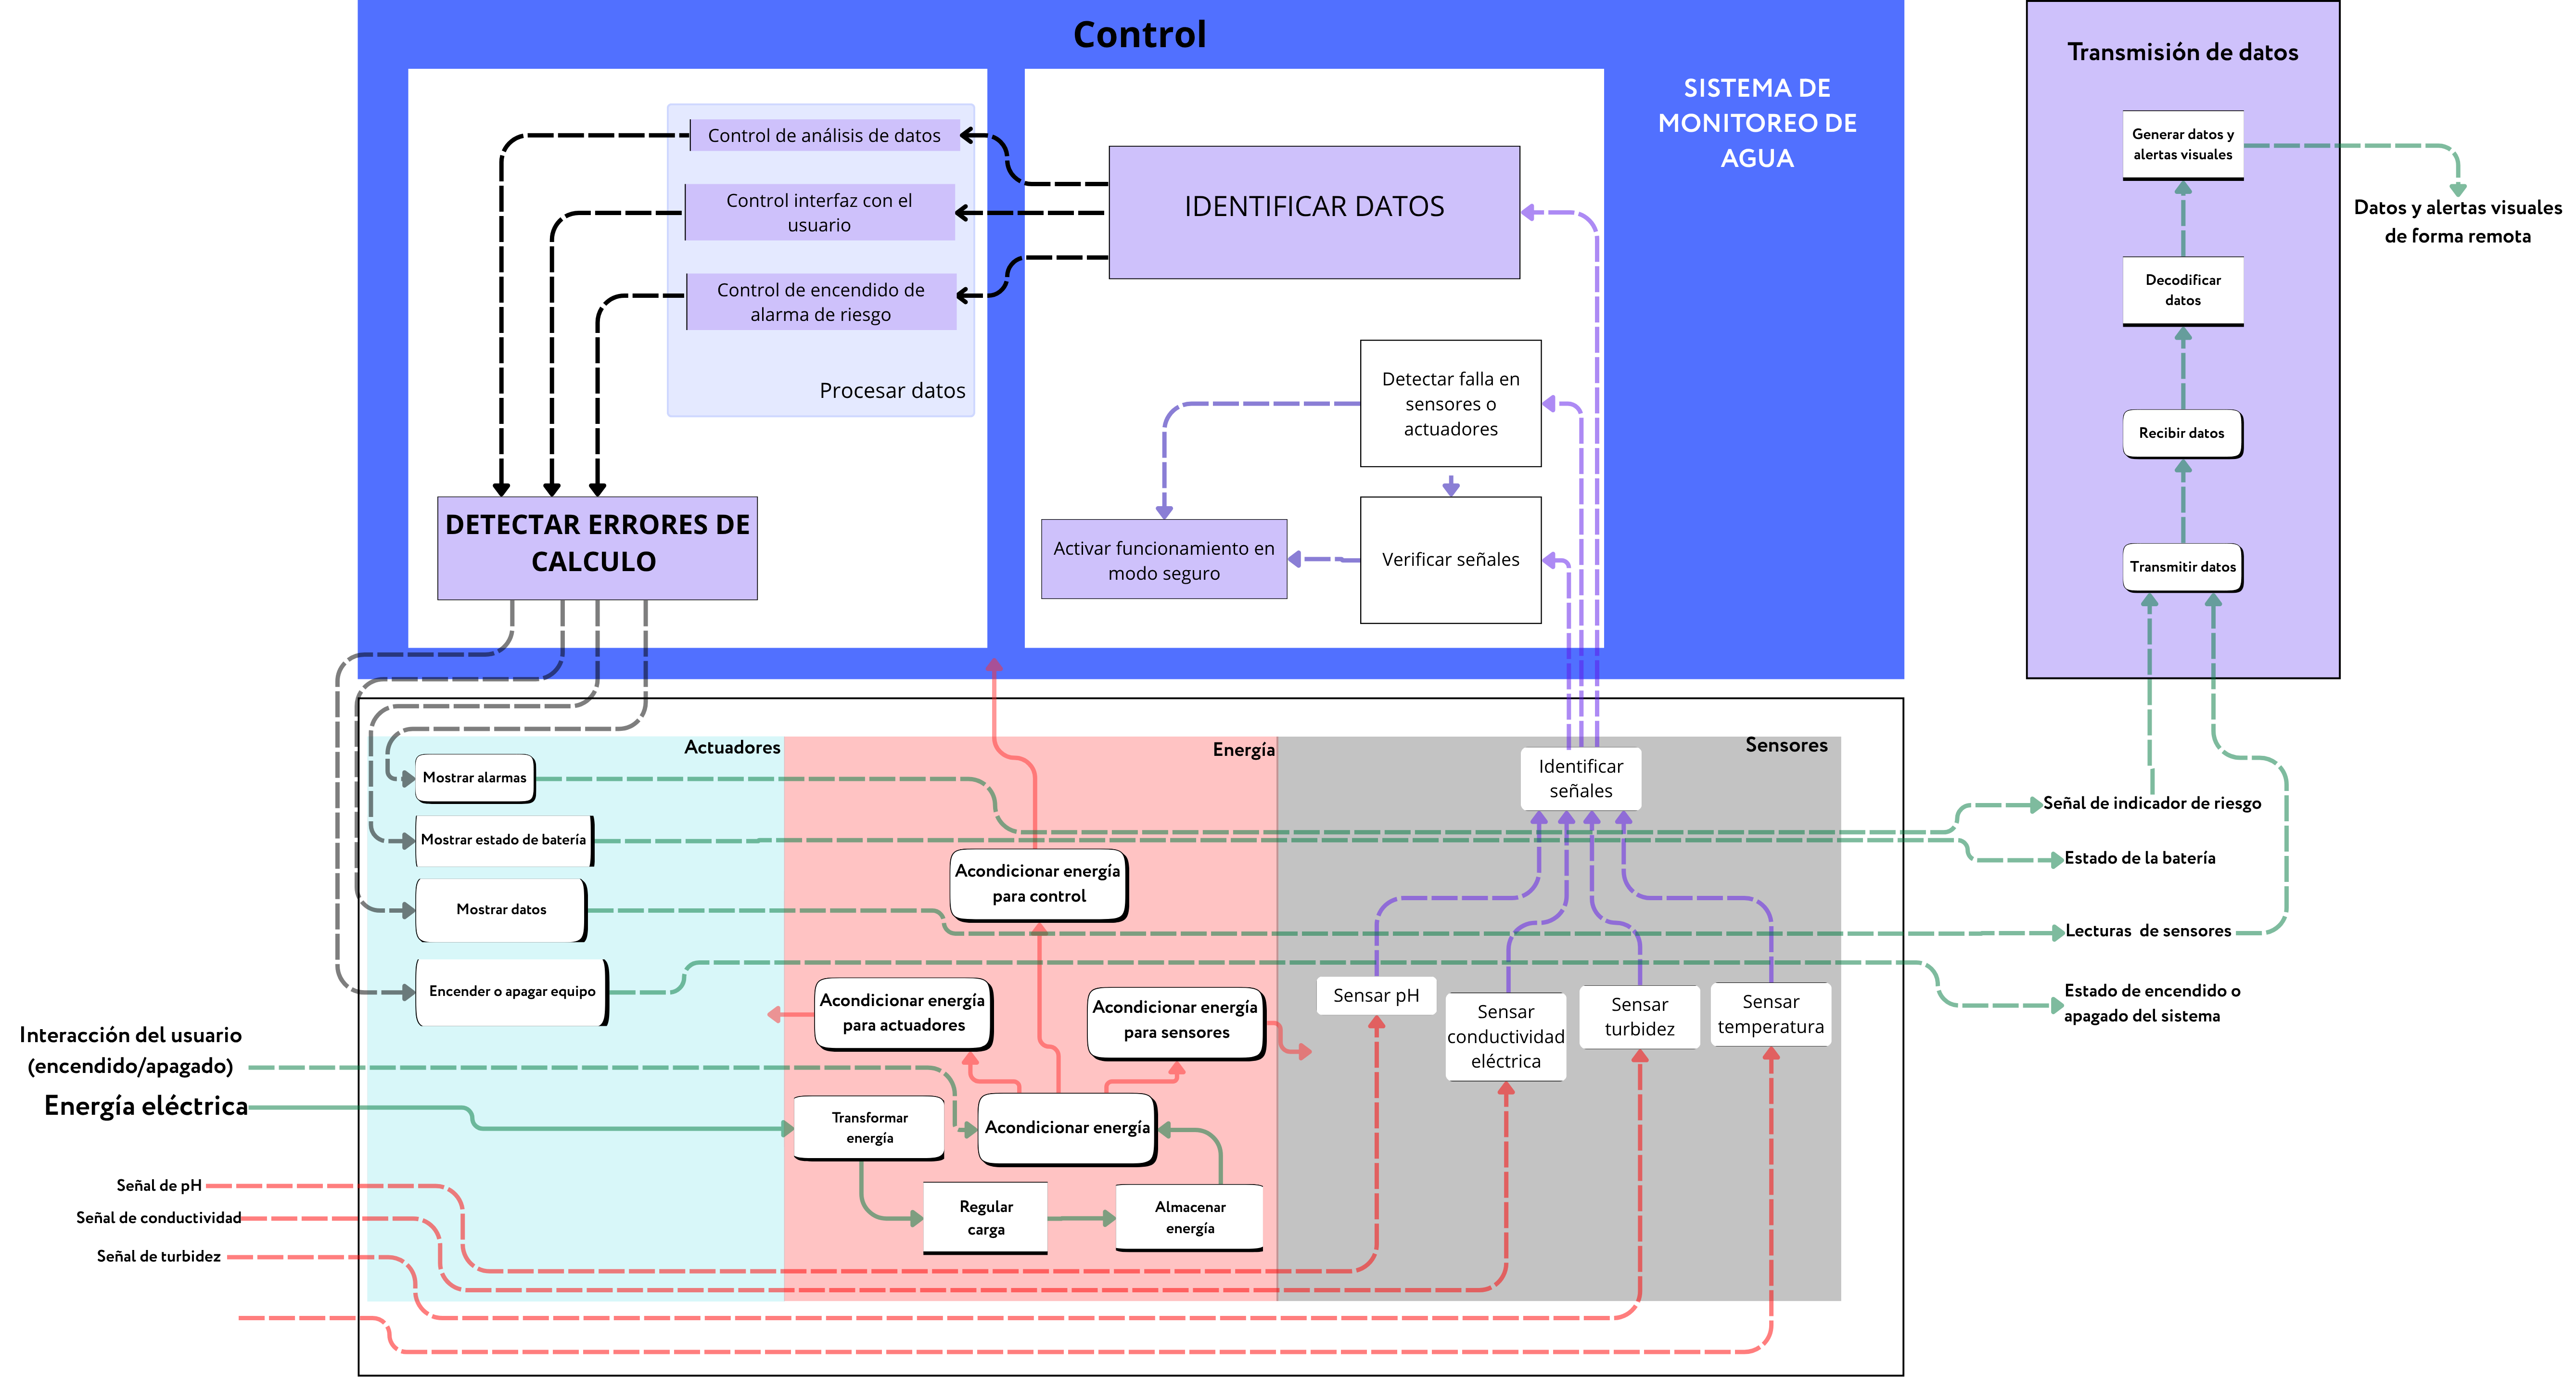 Control
SISTEMA DE
MONITOREO DE
AGUA
Control de análisis de datos
Control interfaz con el
usuario
Control de encendido de
alarma de riesgo
Procesar datos
IDENTIFICAR DATOS
DETECTAR ERRORES DE
CALCULO
Detectar falla en
sensores o
actuadores
Activar funcionamiento en
modo seguro
Verificar señales
Transmisión de datos
Generar datos y
alertas visuales
Decodificar
datos
Recibir datos
Transmitir datos
Datos y alertas visuales
de forma remota
Actuadores
Mostrar alarmas
Mostrar estado de batería
Mostrar datos
Encender o apagar equipo
Energía
Acondicionar energía
para control
Acondicionar energía
para actuadores
Acondicionar energía
para sensores
Transformar
energía
Acondicionar energía
Regular
carga
Almacenar
energía
Sensores
Identificar
señales
Sensar pH
Sensar
conductividad
eléctrica
Sensar
turbidez
Sensar
temperatura
Señal de indicador de riesgo
Estado de la batería
Lecturas de sensores
Estado de encendido o
apagado del sistema
Interacción del usuario
(encendido/apagado)
Energía eléctrica
Señal de pH
Señal de conductividad
Señal de turbidez